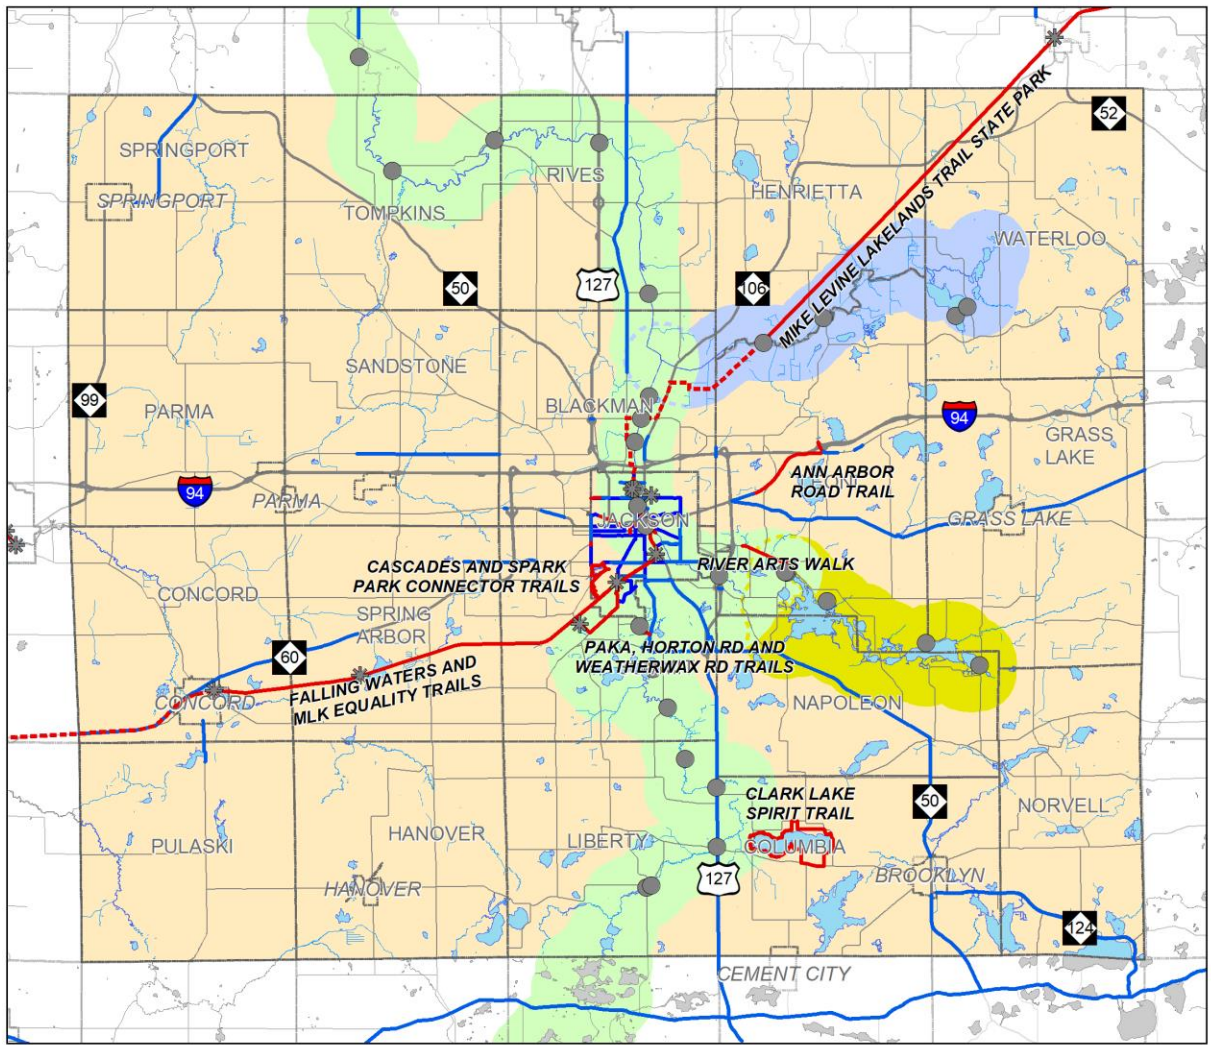 52
SPRINGPORT
SPRINGPORT
RIVES
HENRIETTA
TOMPKINS
WATERLOO
MIKE LEVINE LAKELANDS TRAIL STATE PARK
50
127
106
SANDSTONE
99
PARMA
BLACKMAN
94
GRASS
LAKE
ANN ARBOR
ROAD TRAIL
LEONI
94
PARMA
JACKSON
GRASS LAKE
CASCADES AND SPARK
PARK CONNECTOR TRAILS
RIVER ARTS WALK
CONCORD
SPRING
ARBOR
60
PAKA, HORTON RD AND
WEATHERWAX RD TRAILS
FALLING WATERS AND
MLK EQUALITY TRAILS
CONCORD
NAPOLEON
CLARK LAKE
SPIRIT TRAIL
50
NORVELL
PULASKI
HANOVER
LIBERTY
COLUMBIA
HANOVER
127
BROOKLYN
124
CEMENT CITY